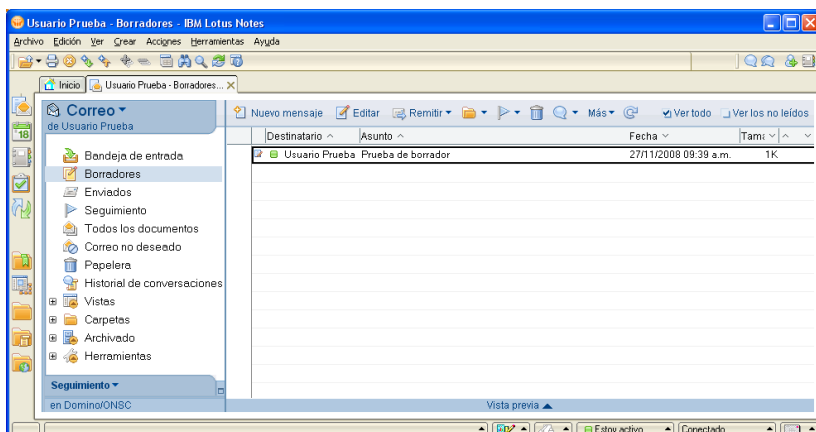 Usuario Prueba - Borradores - IBM Lotus Notes
Archivo Edición Ver Crear Acciones Herramientas Ayuda
Inicio Usuario Prueba - Borradores...
Correo
de Usuario Prueba
Nuevo mensaje Editar Remitir Más Ver todo Ver los no leídos
Destinatario Asunto Fecha Tama
Usuario Prueba Prueba de borrador 27/11/2008 09:39 a.m. 1K
18
Bandeja de entrada
Borradores
Enviados
Seguimiento
Todos los documentos
Correo no deseado
Papelera
Historial de conversaciones
Vistas
Carpetas
Archivado
Herramientas
Seguimiento
en Domino/ONSC
Vista previa
Estoy activo Conectado